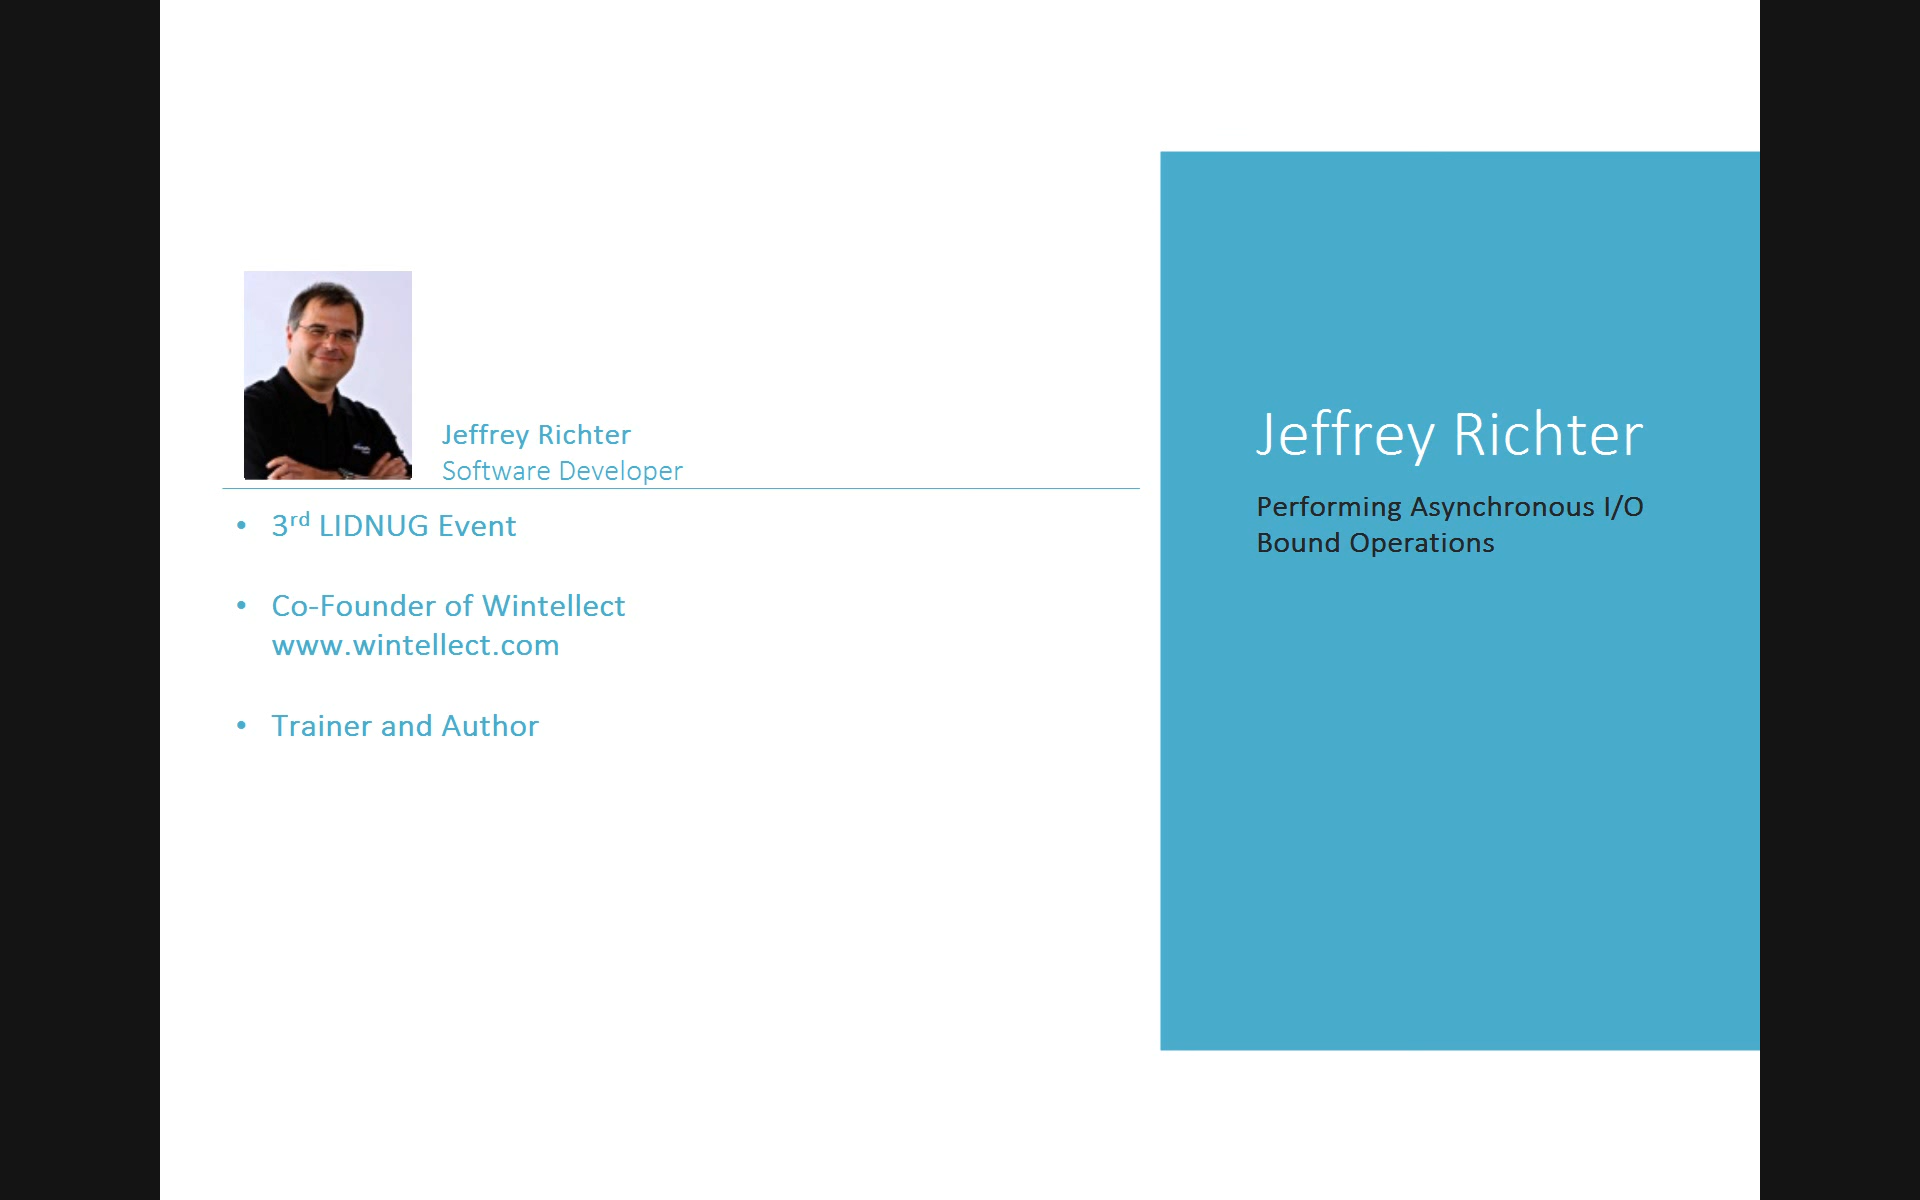 Jeffrey Richter
Software Developer
• 3rd LIDNUG Event
• Co-Founder of Wintellect
www.wintellect.com
• Trainer and Author
Jeffrey Richter
Performing Asynchronous I/O
Bound Operations